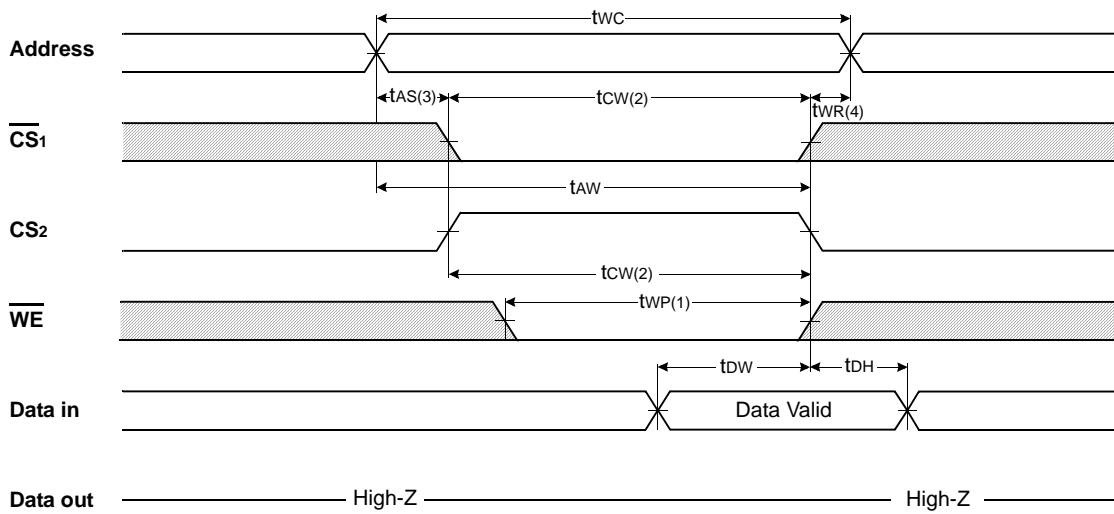 tWC
Address
tAS(3) tCW(2)
tWR(4)
CS1
tAW
CS2
tCW(2)
tWP(1)
WE
tDW tDH
Data in Data Valid
Data out High-Z High-Z